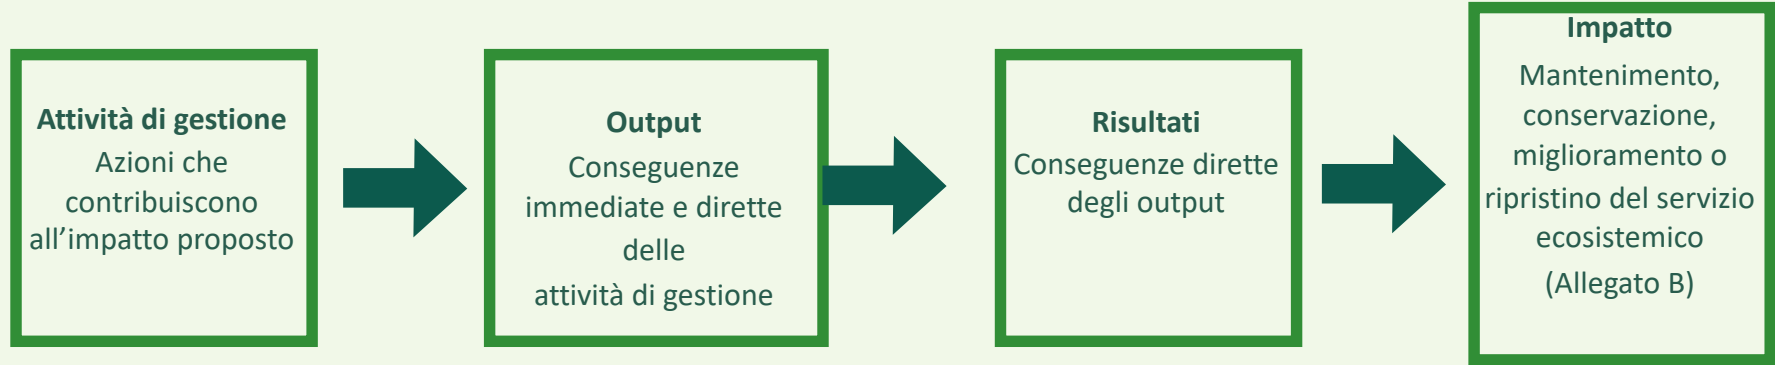 Attività di gestione
Azioni che
contribuiscono
all’impatto proposto
Output
Conseguenze
immediate e dirette
delle
attività di gestione
Risultati
Conseguenze dirette
degli output
Impatto
Mantenimento,
conservazione,
miglioramento o
ripristino del servizio
ecosistemico
(Allegato B)